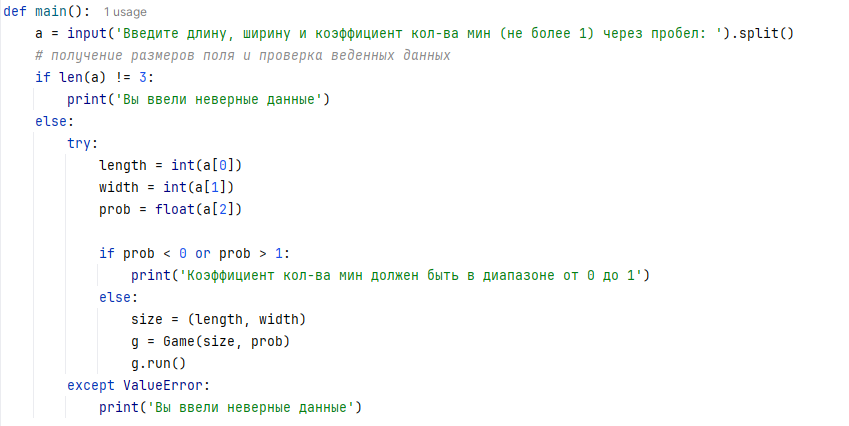 def main():  1 usage
    a = input('Введите длину, ширину и коэффициент кол-ва мин (не более 1) через пробел: ').split()
    # получение размеров поля и проверка веденных данных
    if len(a) != 3:
        print('Вы ввели неверные данные')
    else:
        try:
            length = int(a[0])
            width = int(a[1])
            prob = float(a[2])

            if prob < 0 or prob > 1:
                print('Коэффициент кол-ва мин должен быть в диапазоне от 0 до 1')
            else:
                size = (length, width)
                g = Game(size, prob)
                g.run()
        except ValueError:
            print('Вы ввели неверные данные')